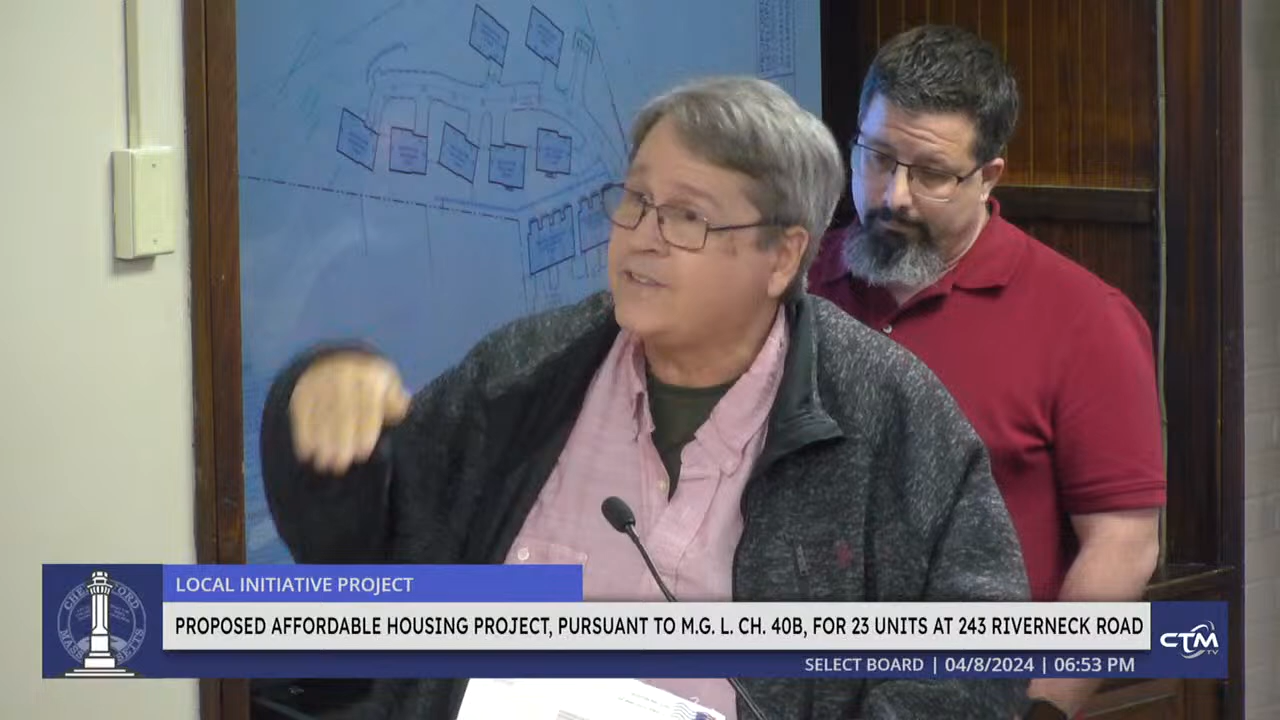 LOCAL INITIATIVE PROJECT
PROPOSED AFFORDABLE HOUSING PROJECT, PURSUANT TO M.G. L. CH. 40B, FOR 23 UNITS AT 243 RIVERNECK ROAD
CTM
TV
SELECT BOARD | 04/8/2024 | 06:53 PM